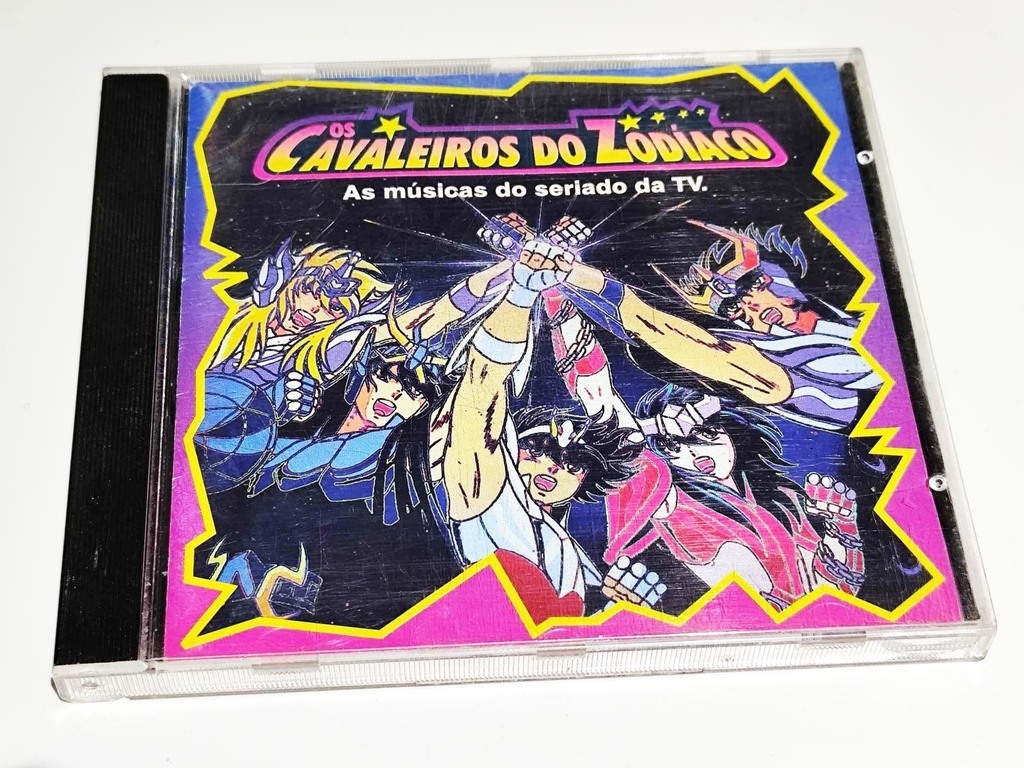 OS CAVALEIROS DO ZODÍACO
As músicas do seriado da TV.